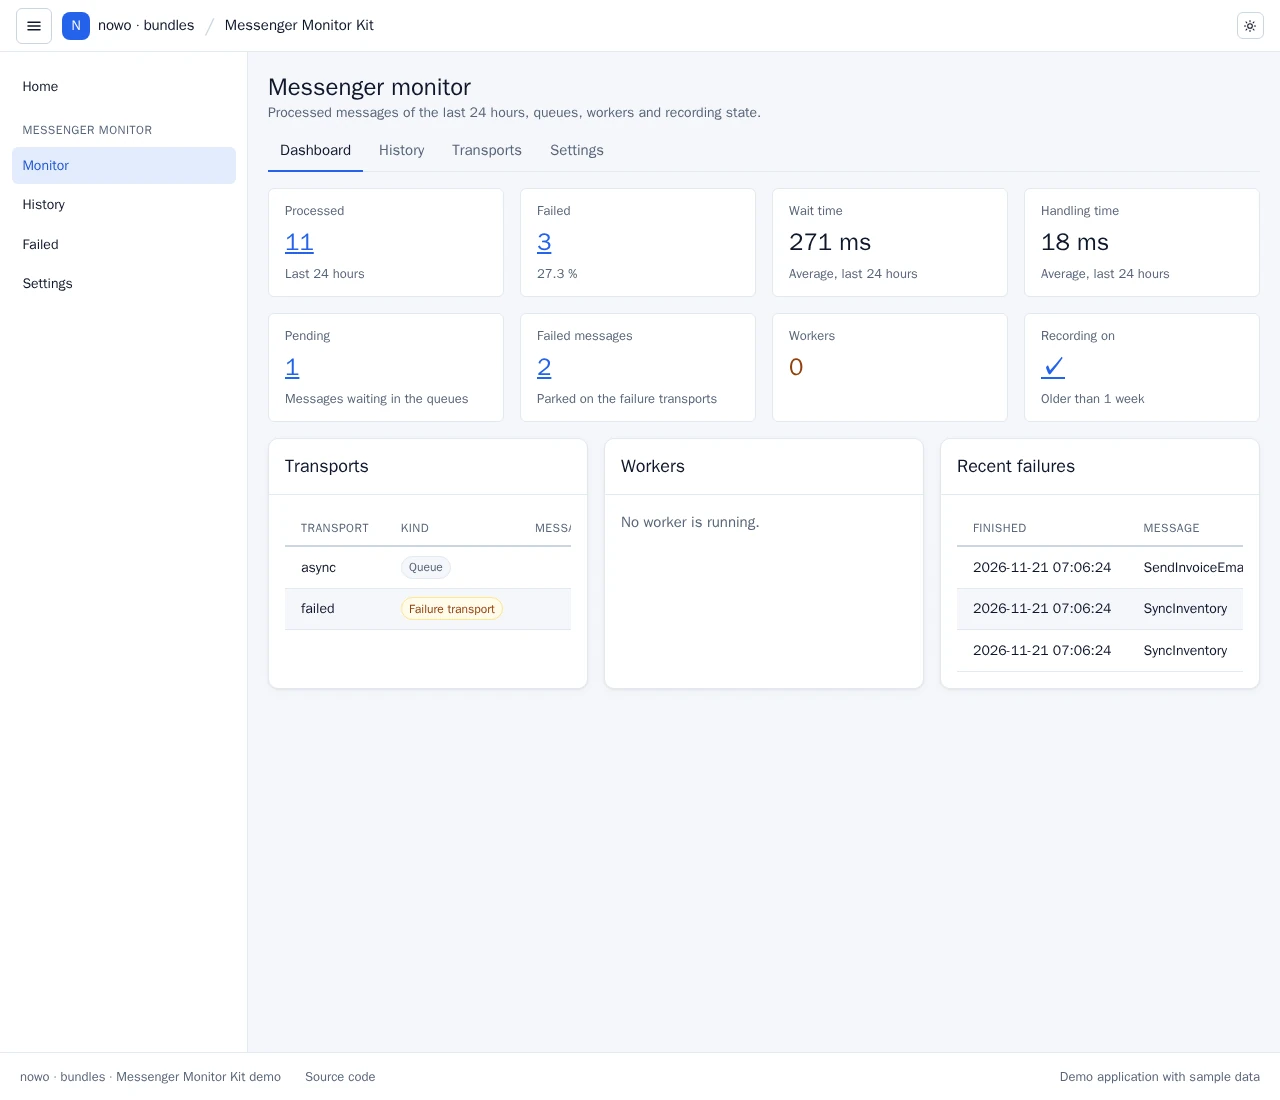 N nowo · bundles / Messenger Monitor Kit
Home
MESSENGER MONITOR
Monitor
History
Failed
Settings
Messenger monitor
Processed messages of the last 24 hours, queues, workers and recording state.
Dashboard History Transports Settings
Processed
11
Last 24 hours
Failed
3
27.3 %
Wait time
271 ms
Average, last 24 hours
Handling time
18 ms
Average, last 24 hours
Pending
1
Messages waiting in the queues
Failed messages
2
Parked on the failure transports
Workers
0
Recording on
✓
Older than 1 week
Transports
TRANSPORT KIND MESSA
async Queue
failed Failure transport
Workers
No worker is running.
Recent failures
FINISHED MESSAGE
2026-11-21 07:06:24 SendInvoiceEma
2026-11-21 07:06:24 SyncInventory
2026-11-21 07:06:24 SyncInventory
nowo · bundles · Messenger Monitor Kit demo Source code Demo application with sample data